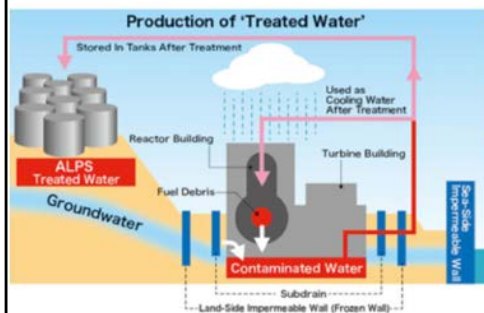 Production of 'Treated Water'
Stored In Tanks After Treatment
Used as
Cooling Water
After Treatment
Reactor Building
Turbine Building
ALPS
Treated Water
Fuel Debris
Groundwater
Sea-Side
Impermeable Wall
Contaminated Water
Subdrain
Land-Side Impermeable Wall (Frozen Wall)